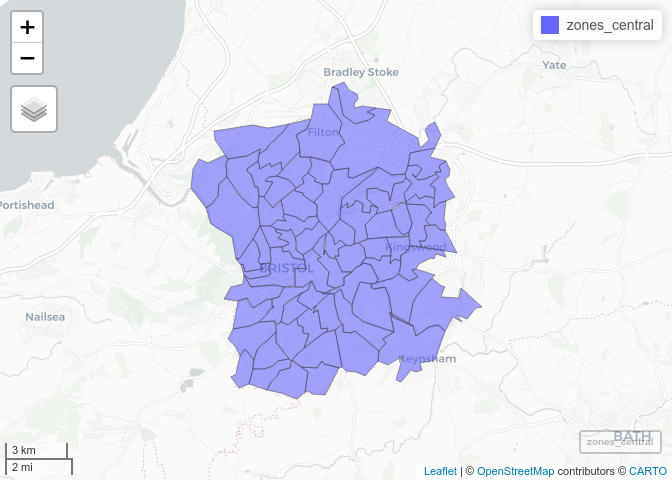 +
−
zones_central
Bradley Stoke
Yate
Filton
Portishead
Kingswood
BRISTOL
Nailsea
Keynsham
BATH
zones_central
3 km
2 mi
Leaflet | © OpenStreetMap contributors © CARTO